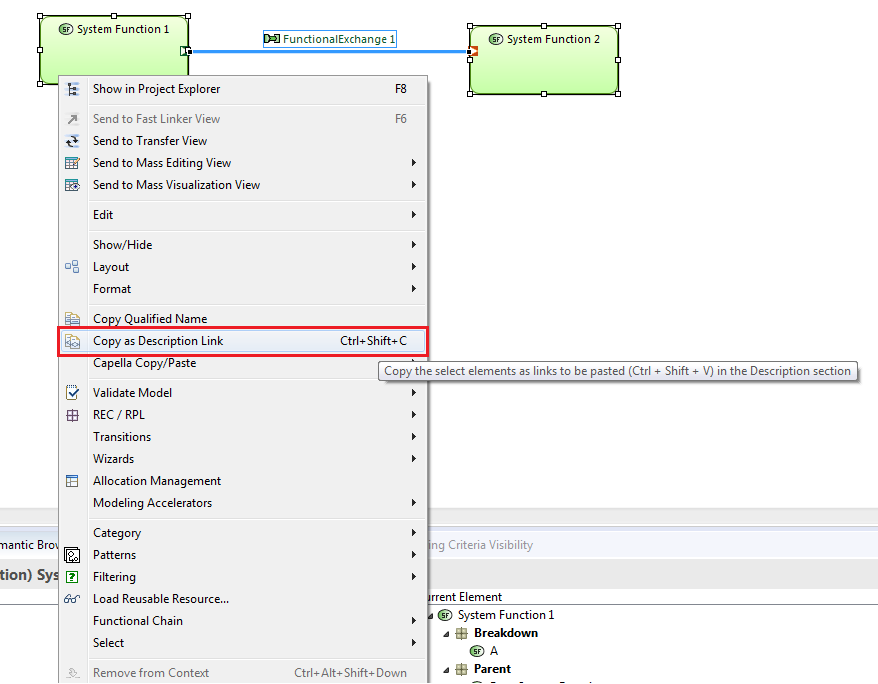 System Function 1
FunctionalExchange 1
System Function 2
Show in Project Explorer F8
Send to Fast Linker View F6
Send to Transfer View
Send to Mass Editing View
Send to Mass Visualization View
Edit
Show/Hide
Layout
Format
Copy Qualified Name
Copy as Description Link Ctrl+Shift+C
Capella Copy/Paste
Copy the select elements as links to be pasted (Ctrl + Shift + V) in the Description section
Validate Model
REC / RPL
Transitions
Wizards
Allocation Management
Modeling Accelerators
Category
Patterns
Filtering
Load Reusable Resource...
Functional Chain
Select
Remove from Context Ctrl+Alt+Shift+Down
mantic Brow
ing Criteria Visibility
tion) Sys
urrent Element
System Function 1
Breakdown
A
Parent